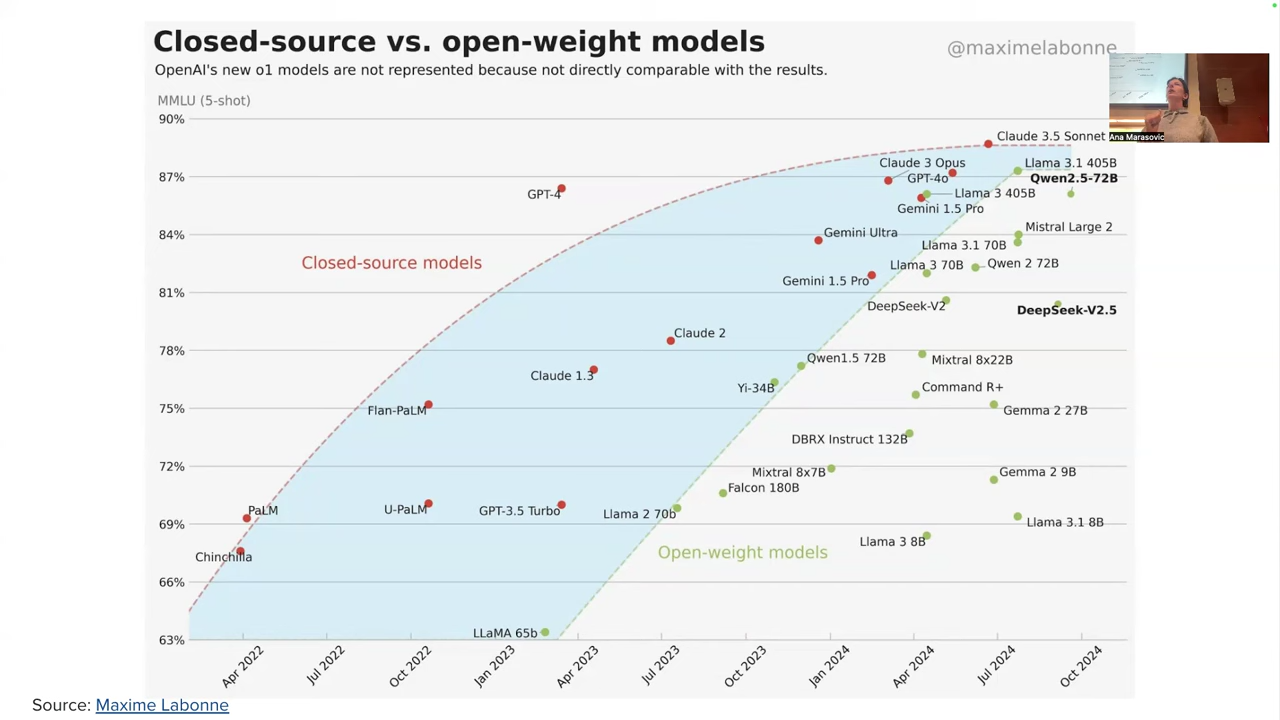 Closed-source vs. open-weight models
@maximelabonne
OpenAI's new o1 models are not represented because not directly comparable with the results.
MMLU (5-shot)
90%
87%
84%
81%
78%
75%
72%
69%
66%
63%
Claude 3.5 Sonnet
Ana Marasovic
Claude 3 Opus
Llama 3.1 405B
GPT-4o
Qwen2.5-72B
GPT-4
Llama 3 405B
Gemini 1.5 Pro
Mistral Large 2
Gemini Ultra
Llama 3.1 70B
Closed-source models
Llama 3 70B
Qwen 2 72B
Gemini 1.5 Pro
DeepSeek-V2
DeepSeek-V2.5
Claude 2
Qwen1.5 72B
Mixtral 8x22B
Claude 1.3
Yi-34B
Command R+
Flan-PaLM
Gemma 2 27B
DBRX Instruct 132B
Mixtral 8x7B
Gemma 2 9B
Falcon 180B
PaLM
U-PaLM
GPT-3.5 Turbo
Llama 2 70b
Llama 3.1 8B
Llama 3 8B
Open-weight models
Chinchilla
LLaMA 65b
Apr 2022
Jul 2022
Oct 2022
Jan 2023
Apr 2023
Jul 2023
Oct 2023
Jan 2024
Apr 2024
Jul 2024
Oct 2024
Source: Maxime Labonne